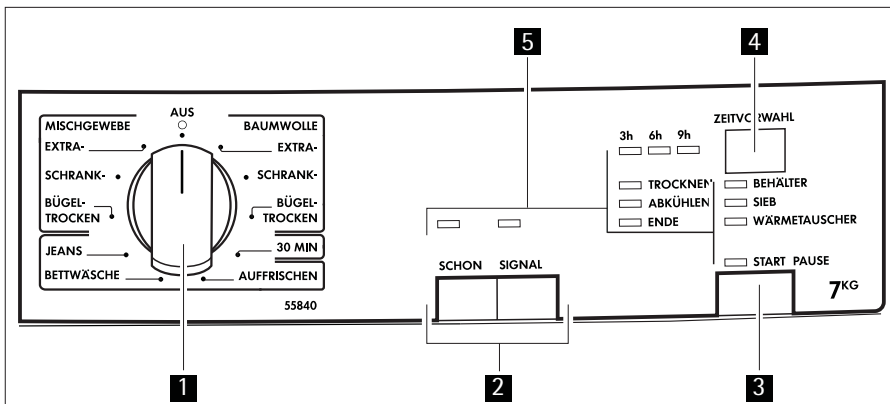 5
4
AUS
MISCHGEWEBE
BAUMWOLLE
EXTRA-
EXTRA-
SCHRANK-
SCHRANK-
BÜGEL-
TROCKEN
BÜGEL-
TROCKEN
JEANS
30 MIN
BETTWÄSCHE
AUFFRISCHEN
55840
SCHON SIGNAL
3h 6h 9h
ZEITVORWAHL
TROCKNEN
ABKÜHLEN
ENDE
BEHÄLTER
SIEB
WÄRMETAUSCHER
START PAUSE
7KG
1
2
3